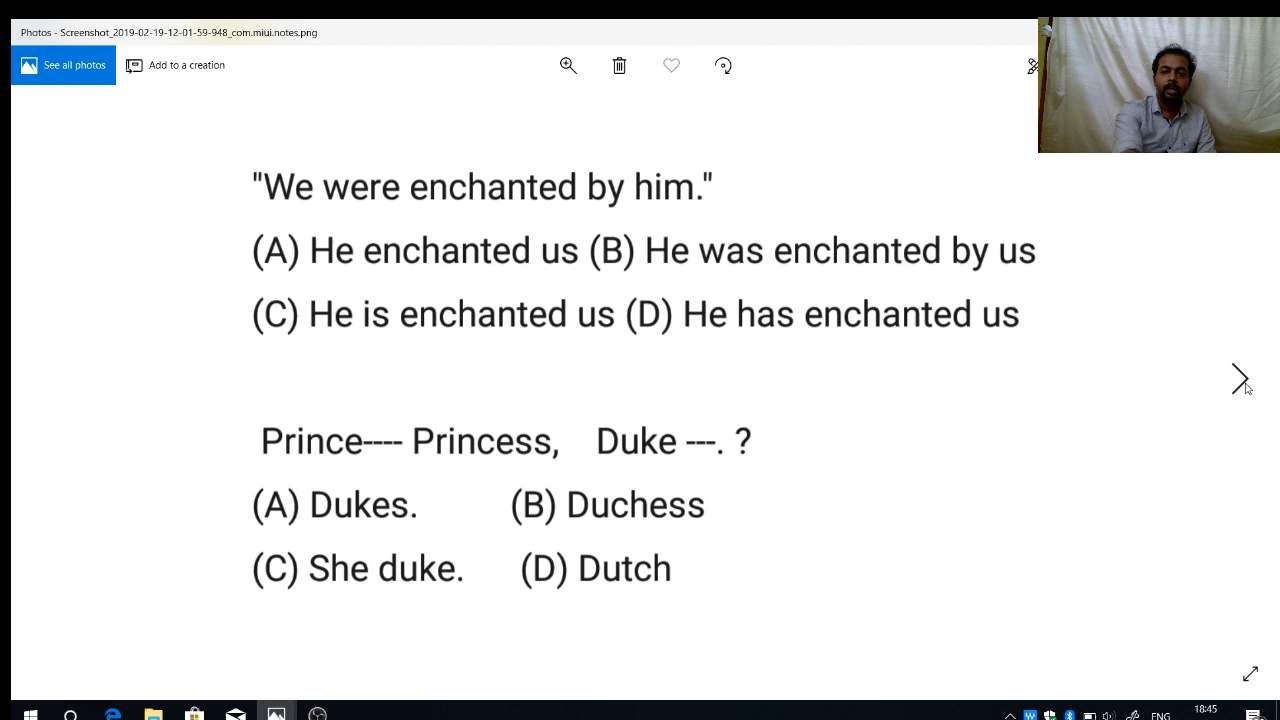 Photos - Screenshot_2019-02-19-12-01-59-948_com.miui.notes.png
See all photos
Add to a creation
"We were enchanted by him."
(A) He enchanted us (B) He was enchanted by us
(C) He is enchanted us (D) He has enchanted us
Prince---- Princess, Duke ---. ?
(A) Dukes. (B) Duchess
(C) She duke. (D) Dutch
ENG
18:45